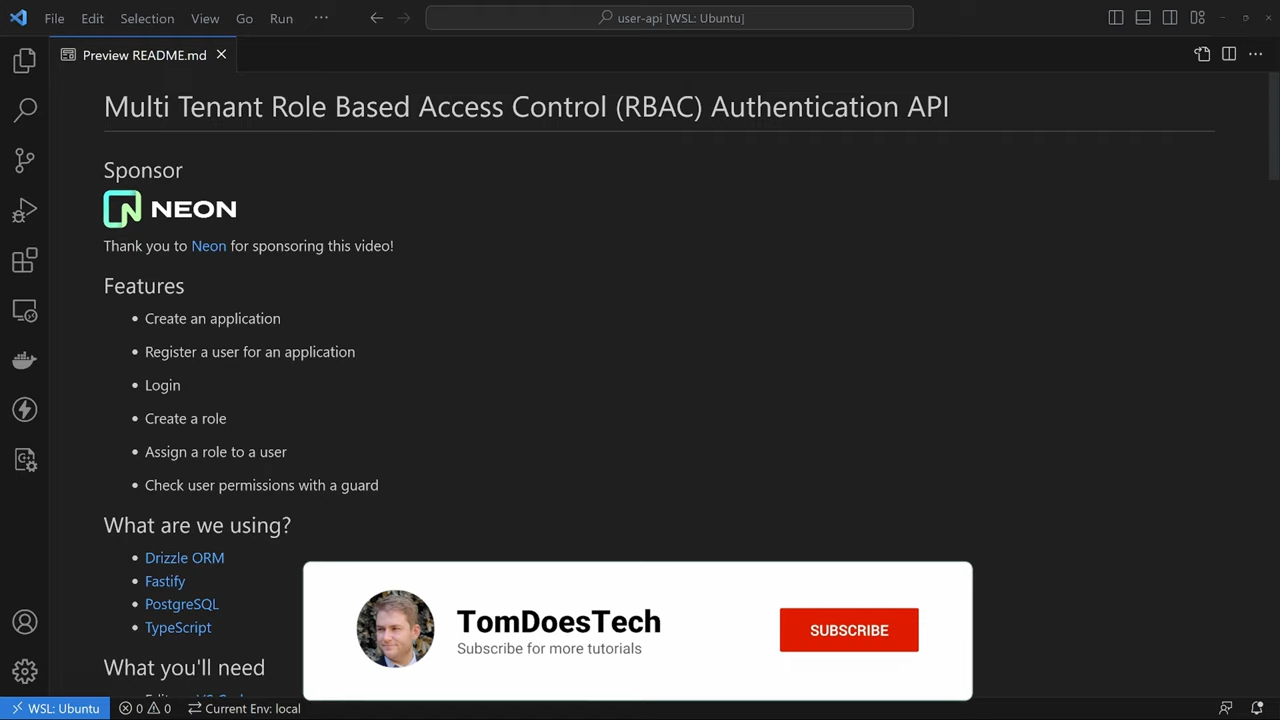 File Edit Selection View Go Run ···
user-api [WSL: Ubuntu]
Preview README.md
Multi Tenant Role Based Access Control (RBAC) Authentication API
Sponsor
NEON
Thank you to Neon for sponsoring this video!
Features
Create an application
Register a user for an application
Login
Create a role
Assign a role to a user
Check user permissions with a guard
What are we using?
Drizzle ORM
Fastify
PostgreSQL
TypeScript
What you'll need
TomDoesTech
Subscribe for more tutorials
SUBSCRIBE
WSL: Ubuntu 0 0 Current Env: local